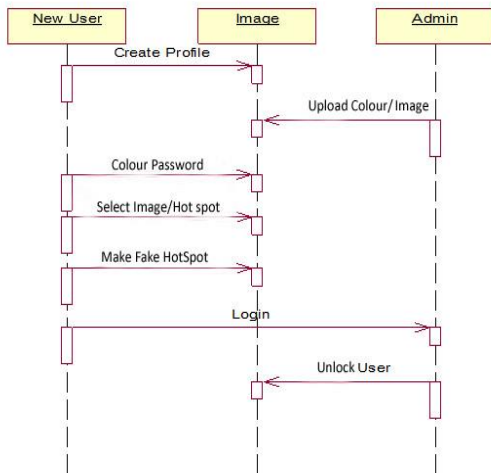 New User
Image
Admin
Create Profile
Upload Colour/ Image
Colour Password
Select Image/Hot spot
Make Fake HotSpot
Login
Unlock User